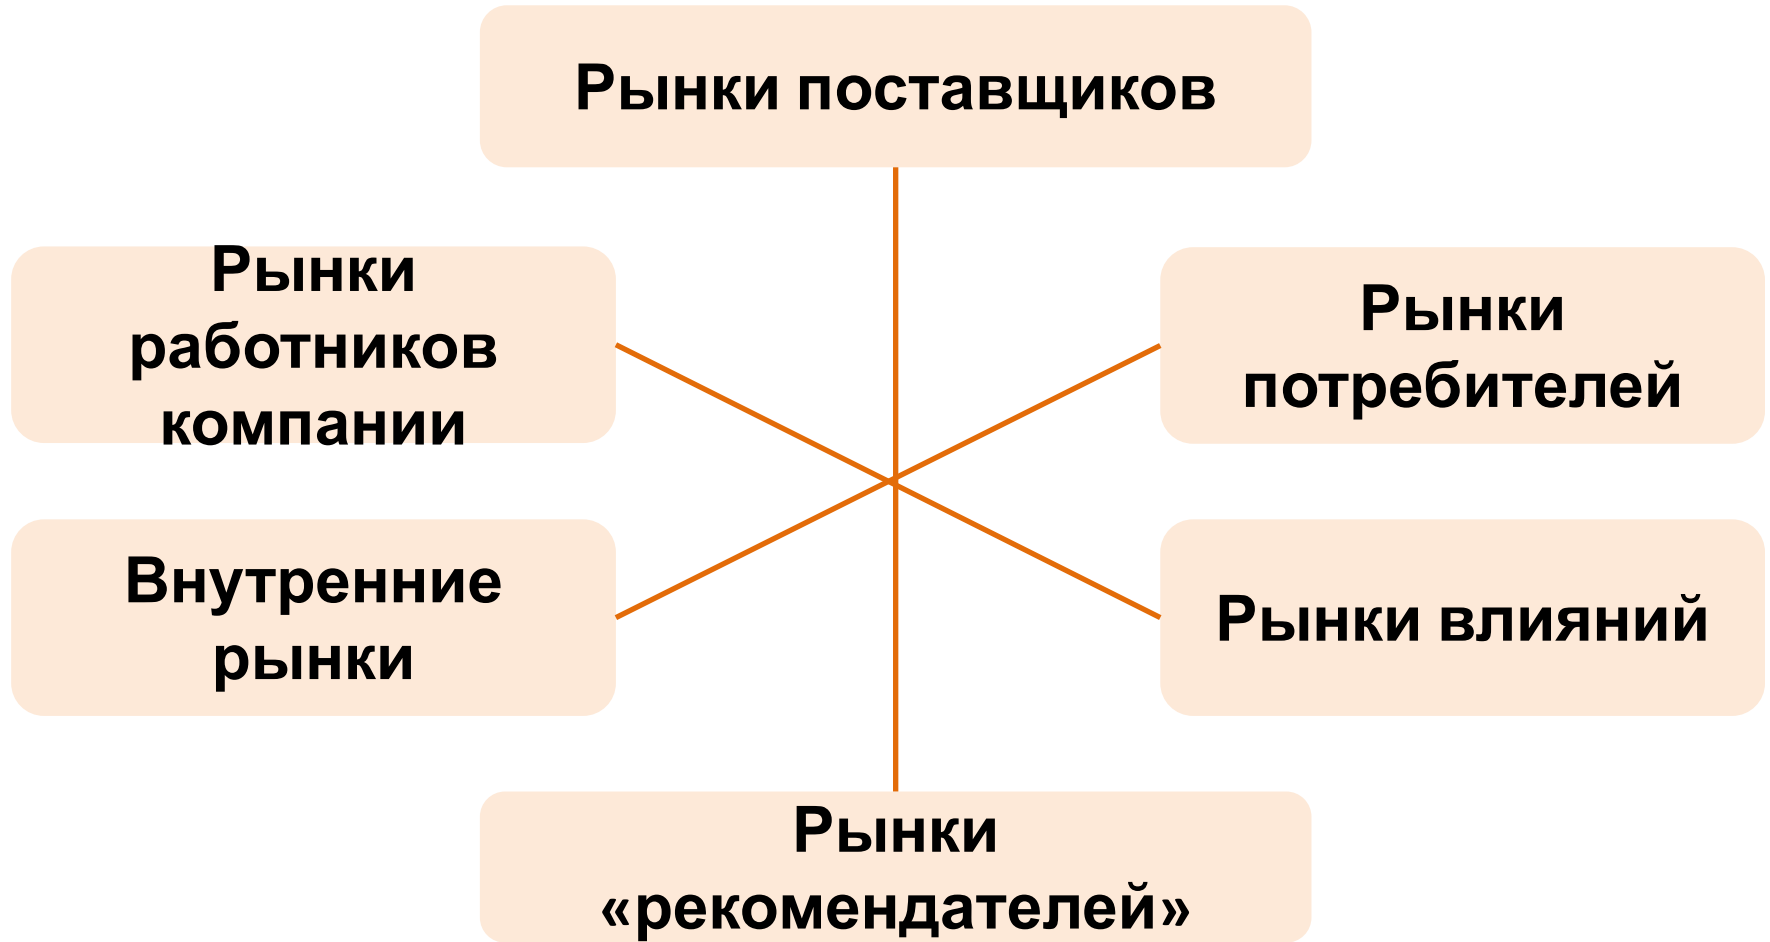 Рынки поставщиков
Рынки
работников
компании
Рынки
потребителей
Внутренние
рынки
Рынки влияний
Рынки
«рекомендателей»